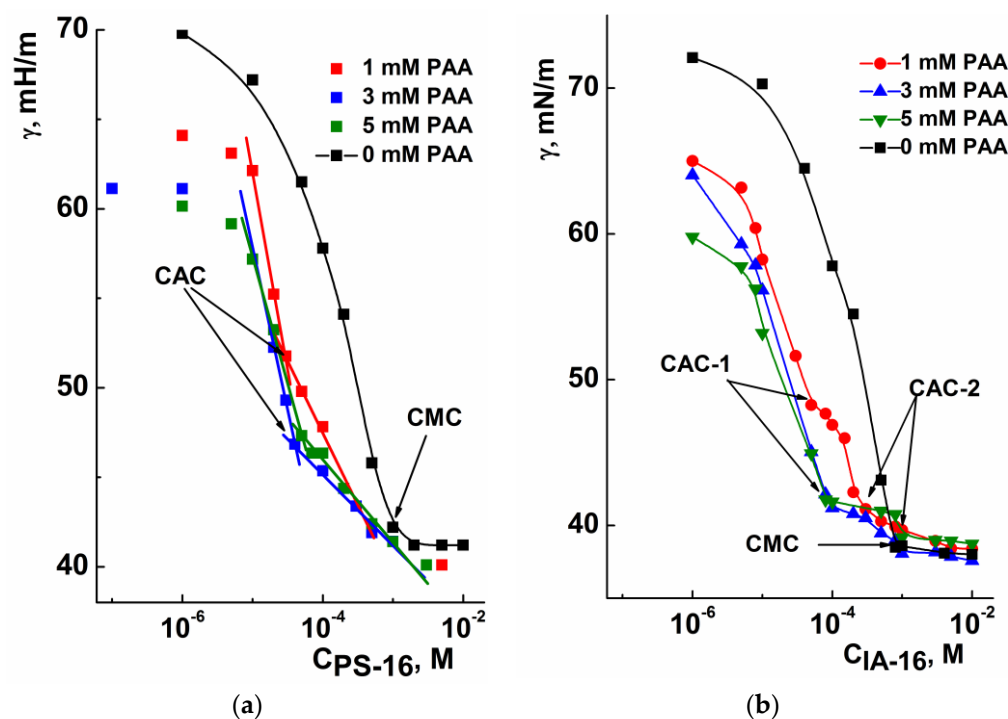 70
60
50
40
γ, mH/m
1 mM PAA
3 mM PAA
5 mM PAA
0 mM PAA
CAC
CMC
10⁻⁶
10⁻⁴
10⁻²
C_PS-16, M
(a)
70
60
50
40
γ, mN/m
1 mM PAA
3 mM PAA
5 mM PAA
0 mM PAA
CAC-1
CAC-2
CMC
10⁻⁶
10⁻⁴
10⁻²
C_IA-16, M
(b)